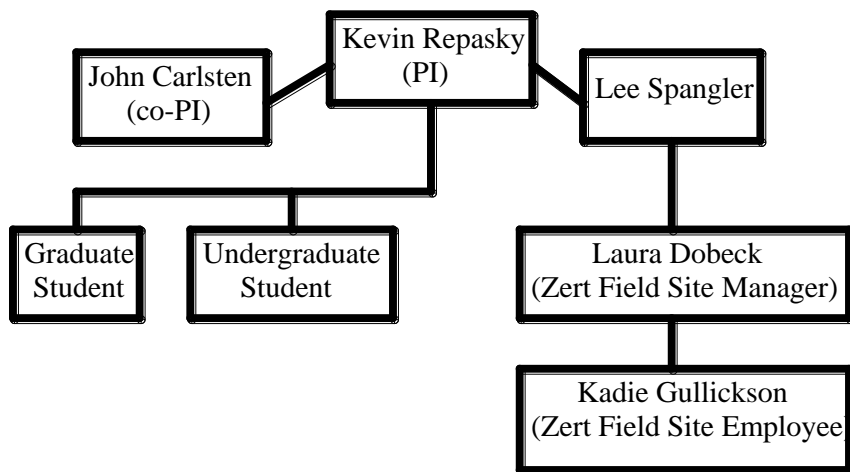 Kevin Repasky
(PI)
John Carlsten
(co-PI)
Lee Spangler
Graduate
Student
Undergraduate
Student
Laura Dobeck
(Zert Field Site Manager)
Kadie Gullickson
(Zert Field Site Employee)